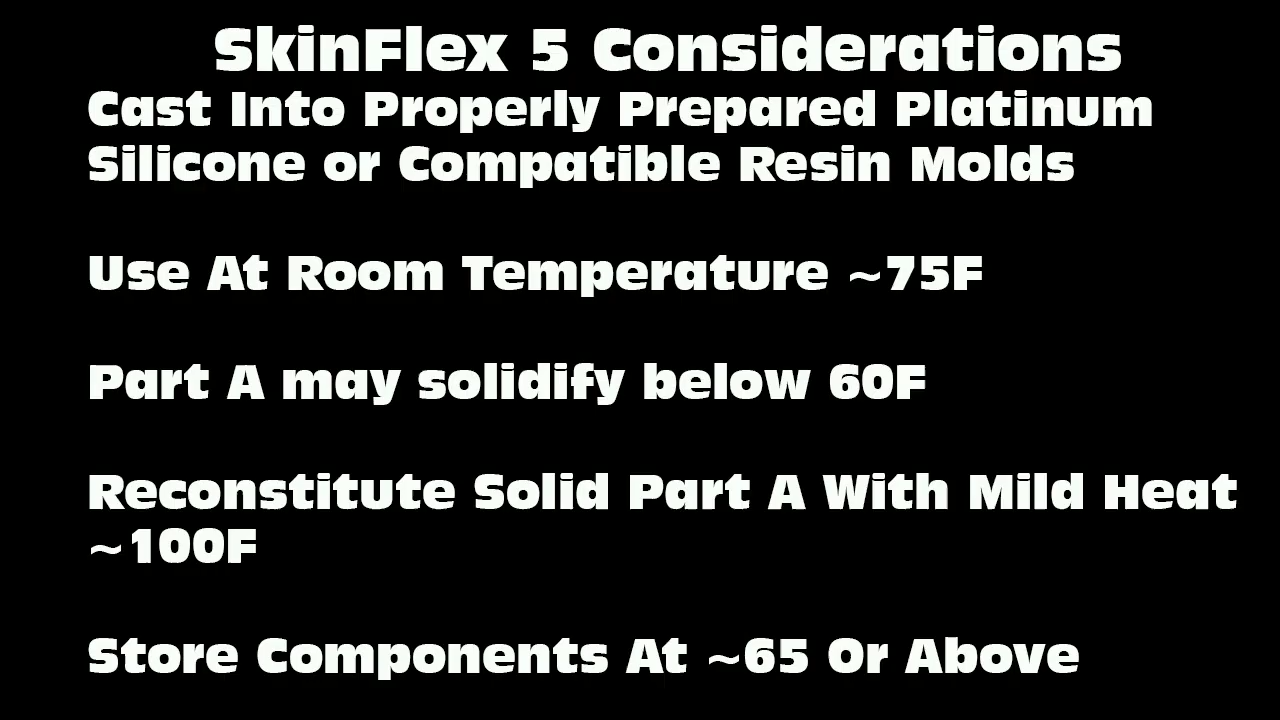 SkinFlex 5 Considerations
Cast Into Properly Prepared Platinum
Silicone or Compatible Resin Molds
Use At Room Temperature ~75F
Part A may solidify below 60F
Reconstitute Solid Part A With Mild Heat
~100F
Store Components At ~65 Or Above